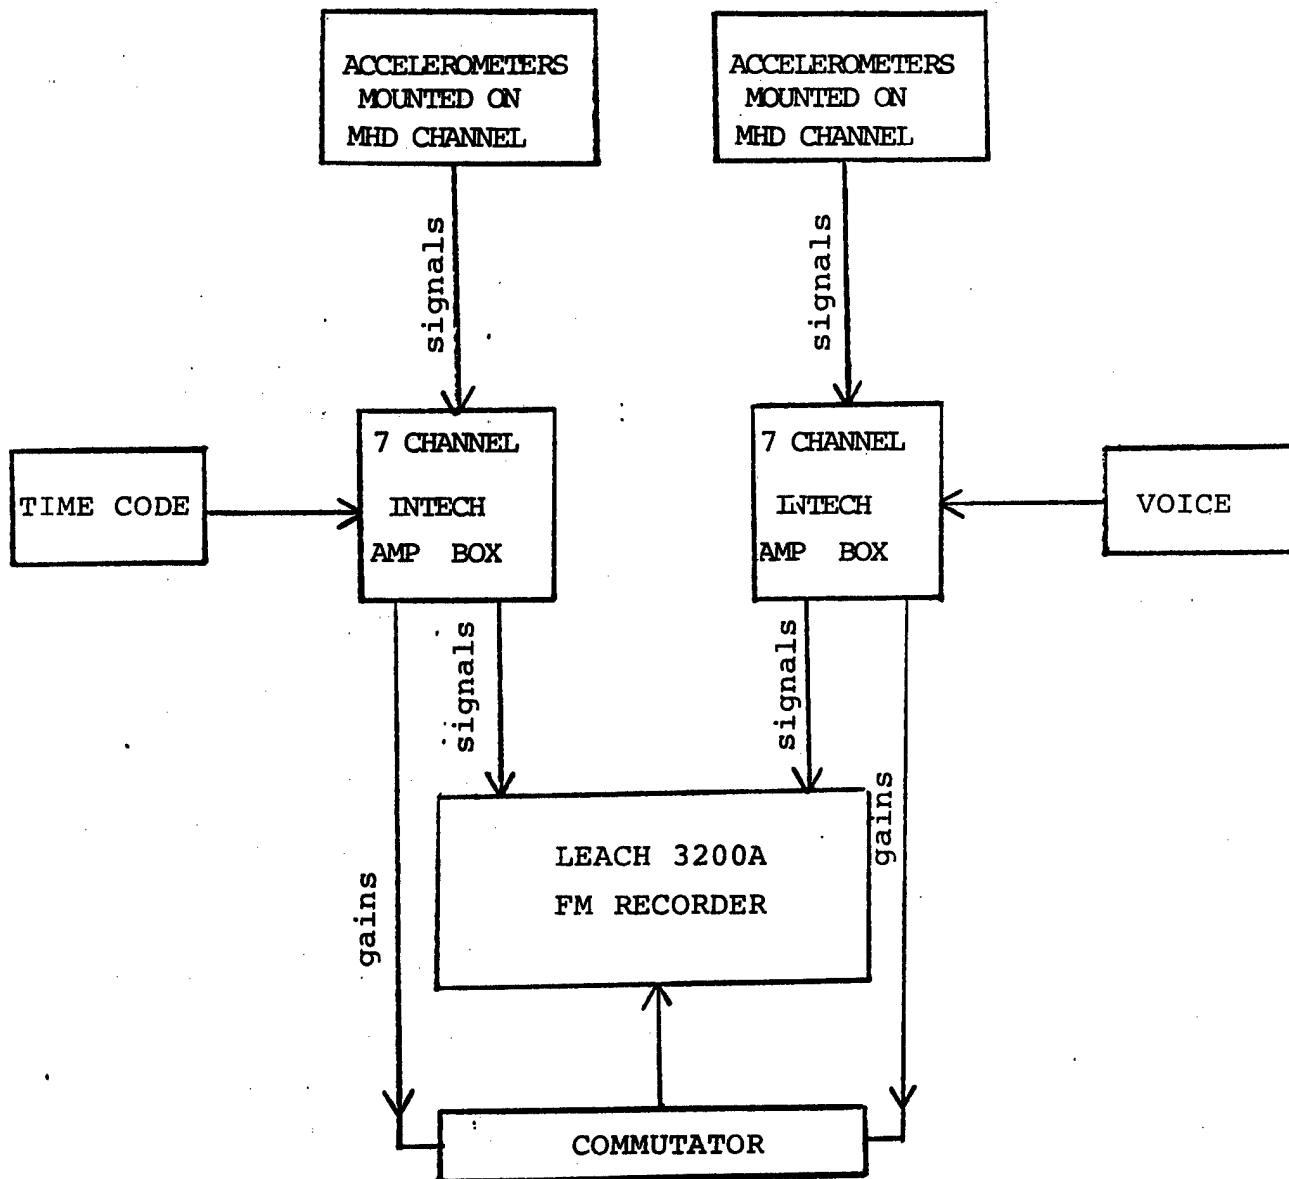 ACCELEROMETERS
MOUNTED ON
MHD CHANNEL
ACCELEROMETERS
MOUNTED ON
MHD CHANNEL
signals
signals
TIME CODE
7 CHANNEL
INTECH
AMP BOX
7 CHANNEL
INTECH
AMP BOX
VOICE
signals
signals
gains
gains
LEACH 3200A
FM RECORDER
COMMUTATOR